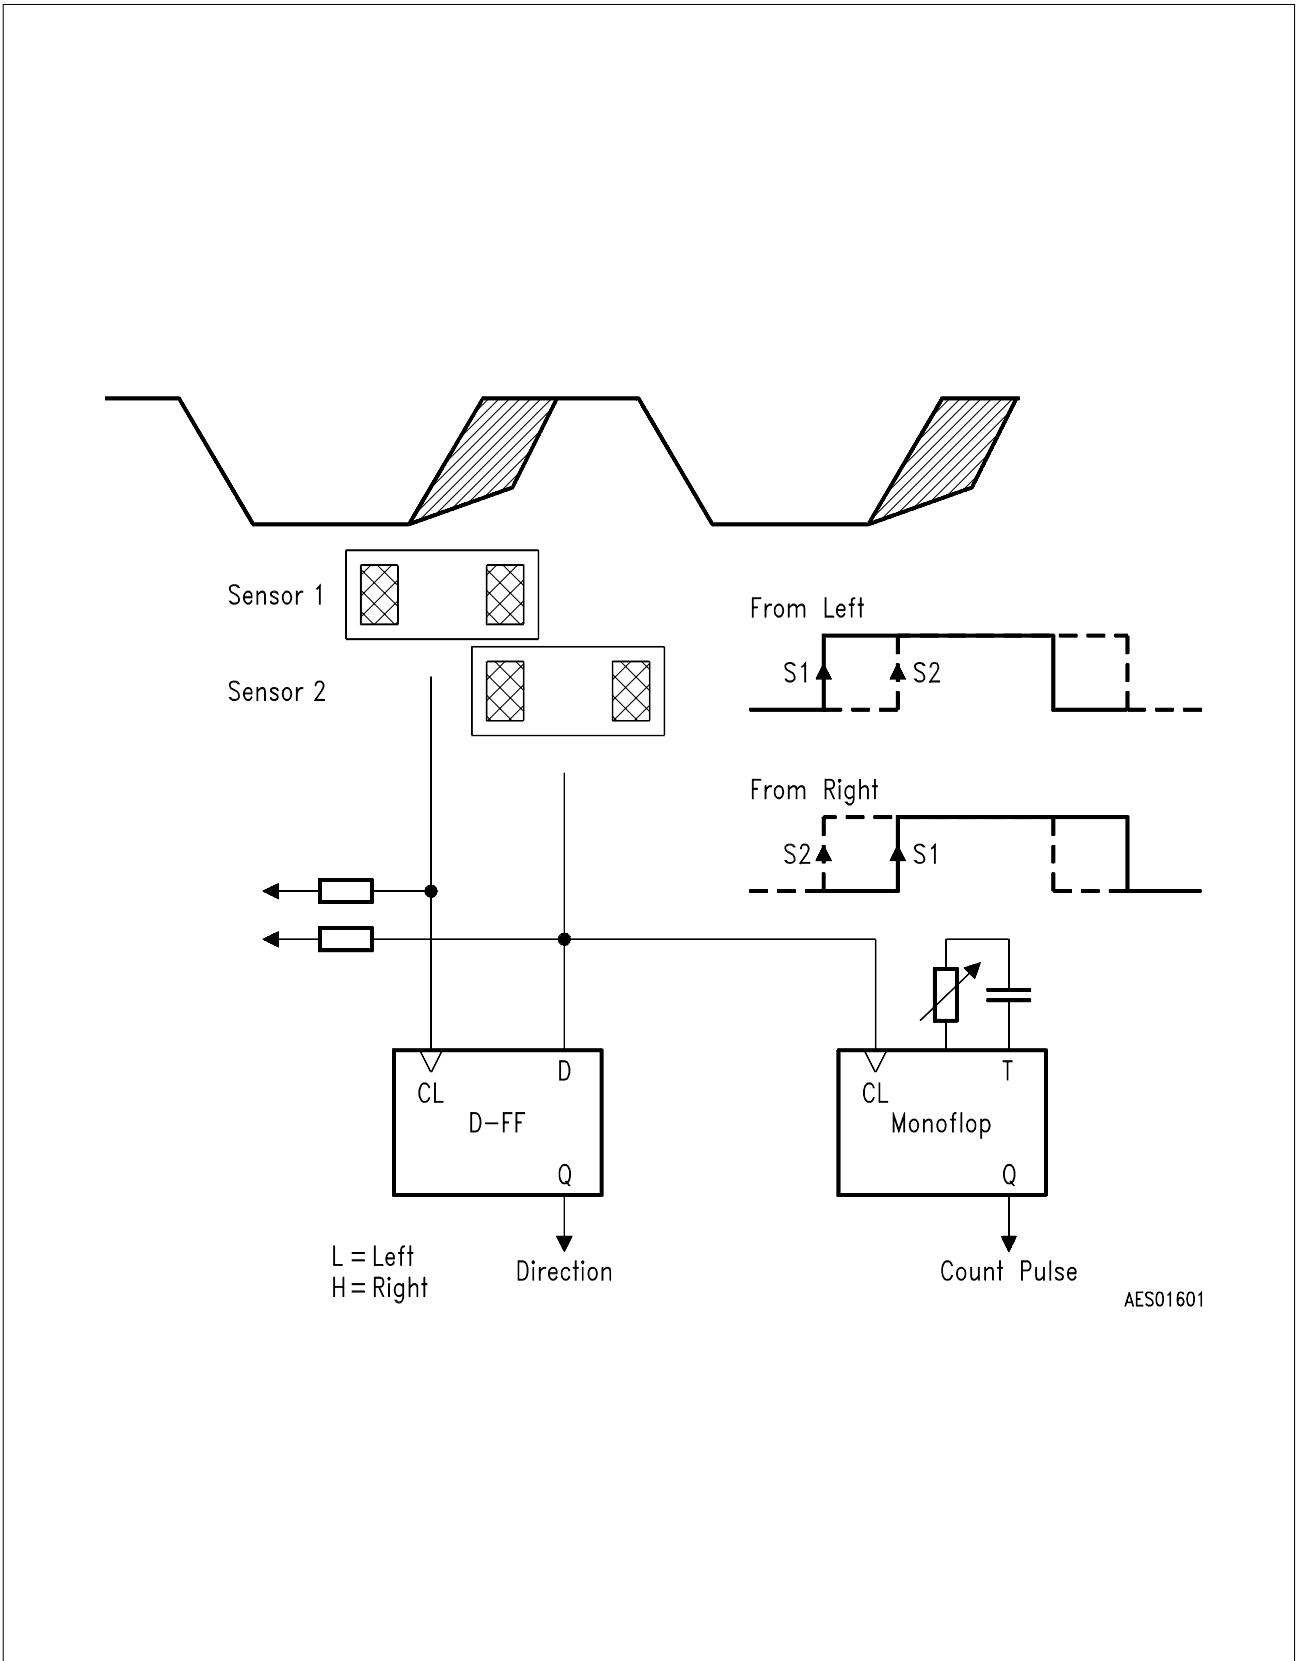 Sensor 1
From Left
S1
S2
Sensor 2
From Right
S2
S1
CL
D
D-FF
Q
CL
T
Monoflop
Q
L = Left
H = Right
Direction
Count Pulse
AES01601